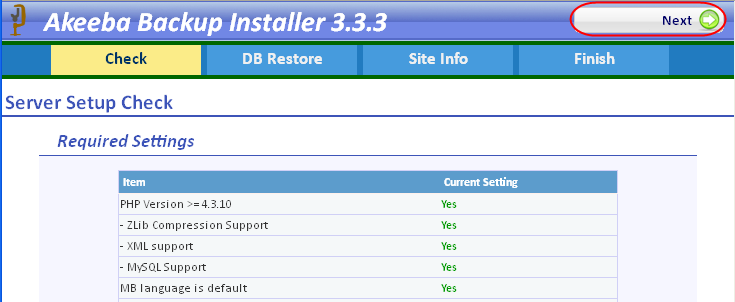 Akeeba Backup Installer 3.3.3
Next
Check DB Restore Site Info Finish
Server Setup Check
Required Settings
Item Current Setting
PHP Version >= 4.3.10 Yes
- ZLib Compression Support Yes
- XML support Yes
- MySQL Support Yes
MB language is default Yes